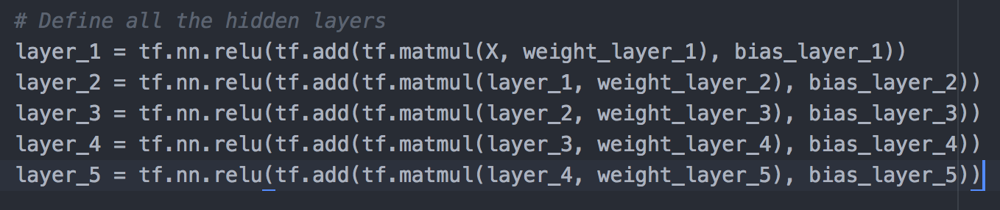 # Define all the hidden layers
layer_1 = tf.nn.relu(tf.add(tf.matmul(X, weight_layer_1), bias_layer_1))
layer_2 = tf.nn.relu(tf.add(tf.matmul(layer_1, weight_layer_2), bias_layer_2))
layer_3 = tf.nn.relu(tf.add(tf.matmul(layer_2, weight_layer_3), bias_layer_3))
layer_4 = tf.nn.relu(tf.add(tf.matmul(layer_3, weight_layer_4), bias_layer_4))
layer_5 = tf.nn.relu(tf.add(tf.matmul(layer_4, weight_layer_5), bias_layer_5))